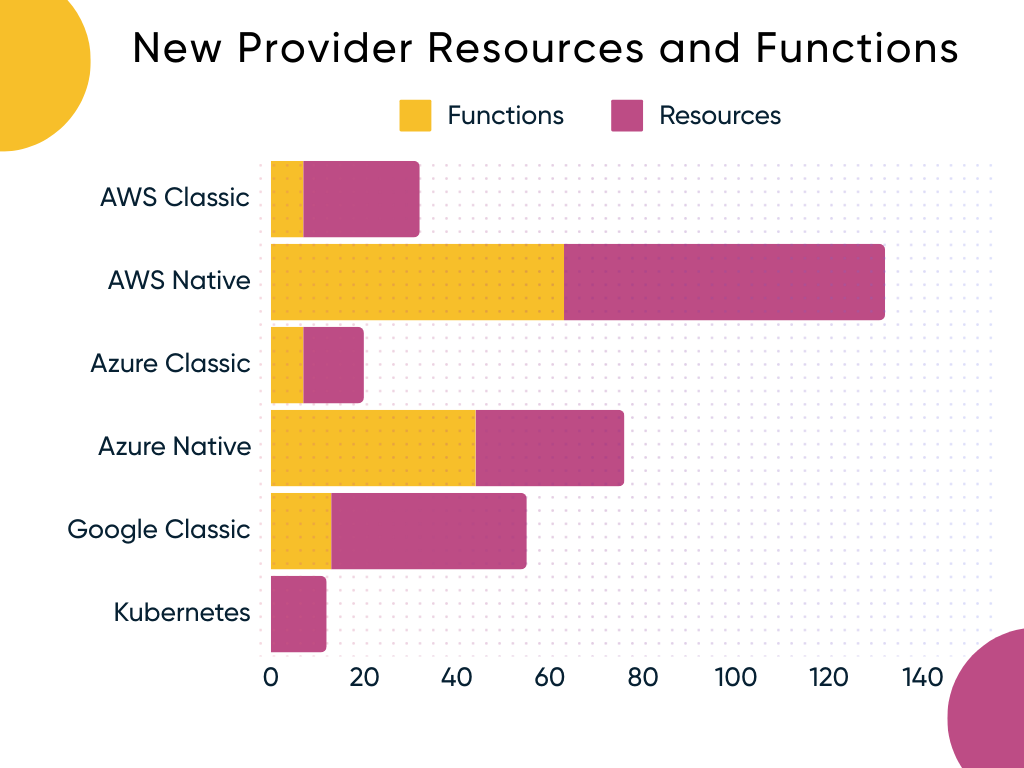 New Provider Resources and Functions
Functions Resources
AWS Classic
AWS Native
Azure Classic
Azure Native
Google Classic
Kubernetes
0 20 40 60 80 100 120 140